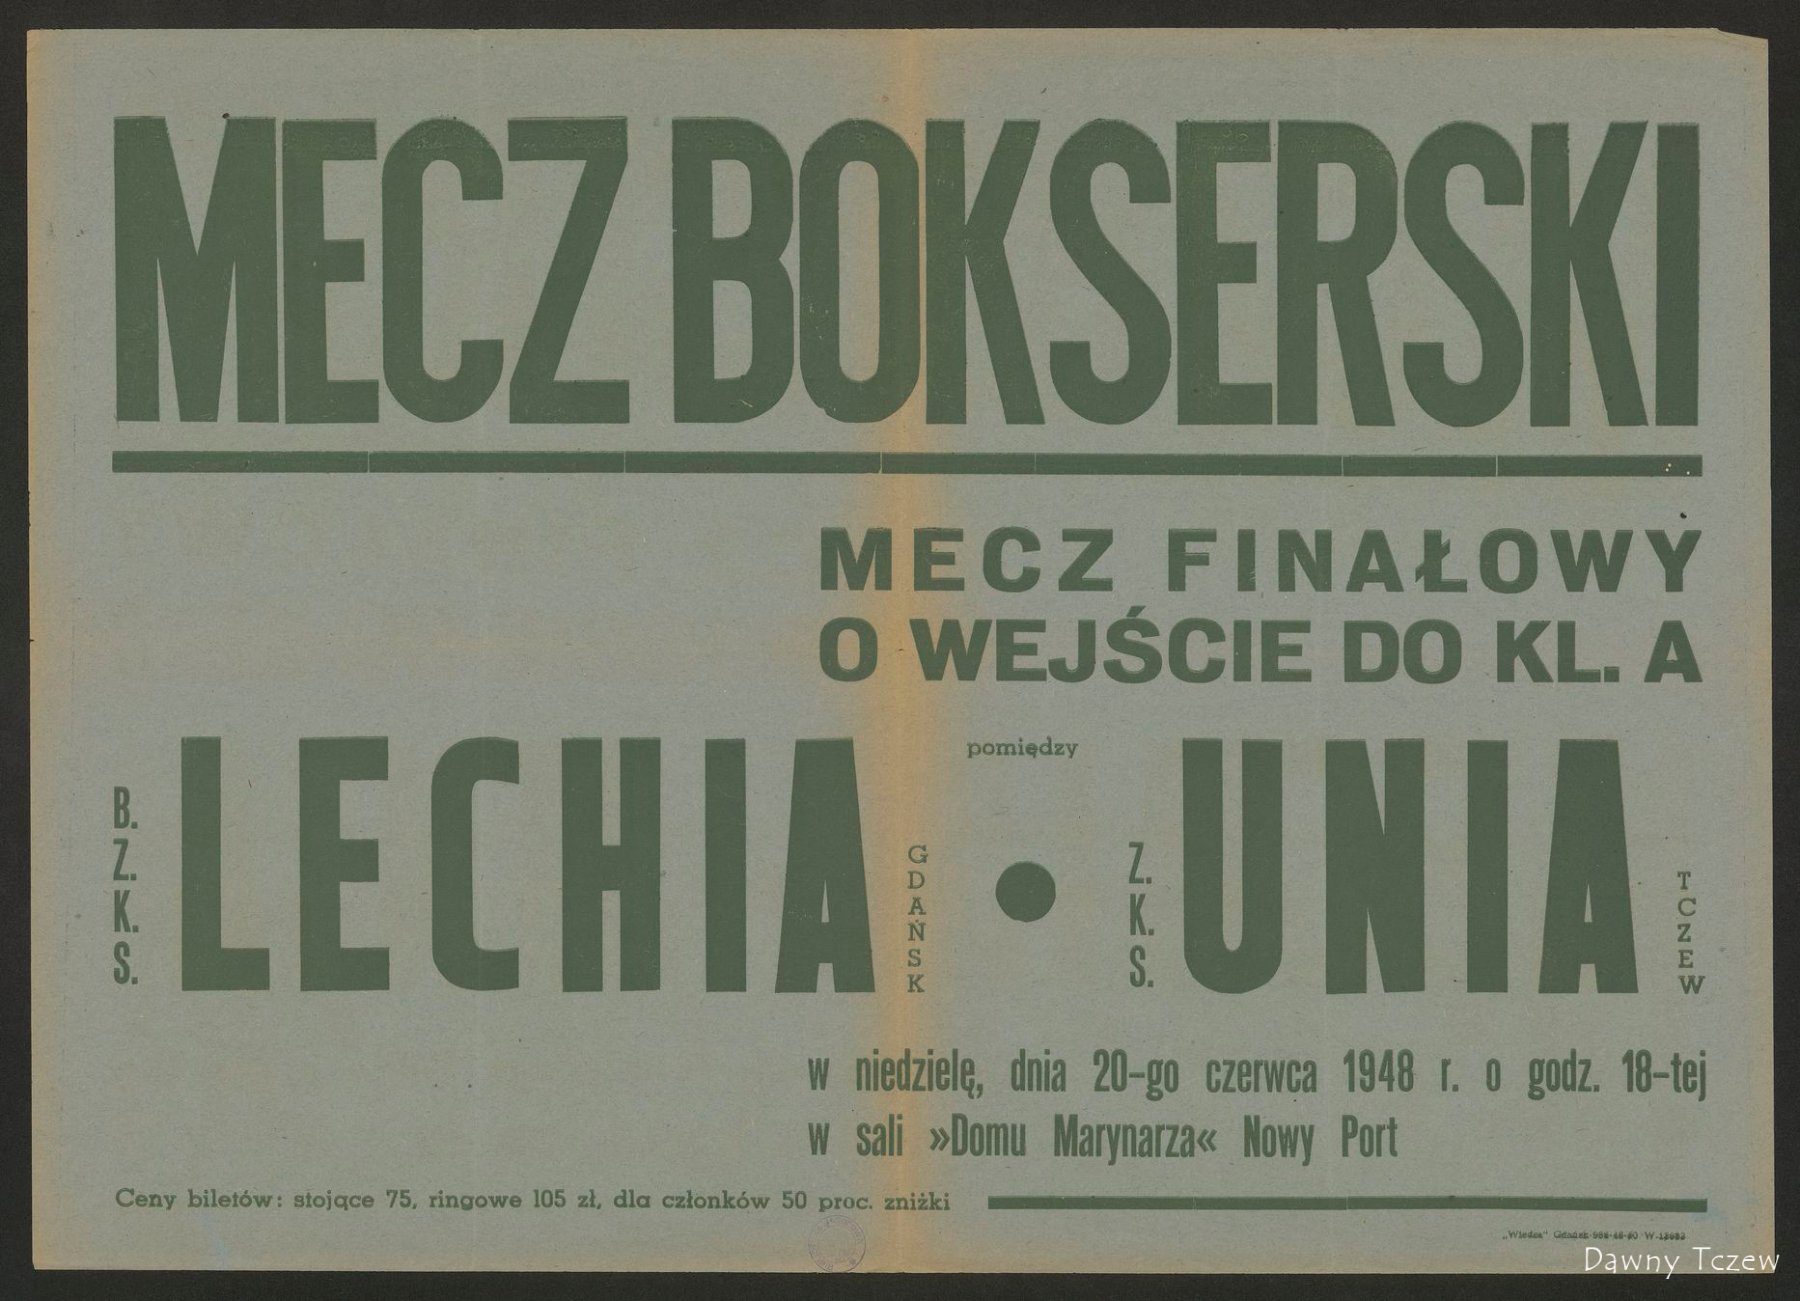 MECZ BOKSERSKI
MECZ FINAŁOWY
O WEJŚCIE DO KL. A
pomiędzy
B.Z.K.S. LECHIA GDAŃSK • Z.K.S. UNIA TCZEW
w niedzielę, dnia 20-go czerwca 1948 r. o godz. 18-tej
w sali »Domu Marynarza« Nowy Port
Ceny biletów: stojące 75, ringowe 105 zł, dla członków 50 proc. zniżki
„Wiedza" Gdańsk
Dawny Tczew